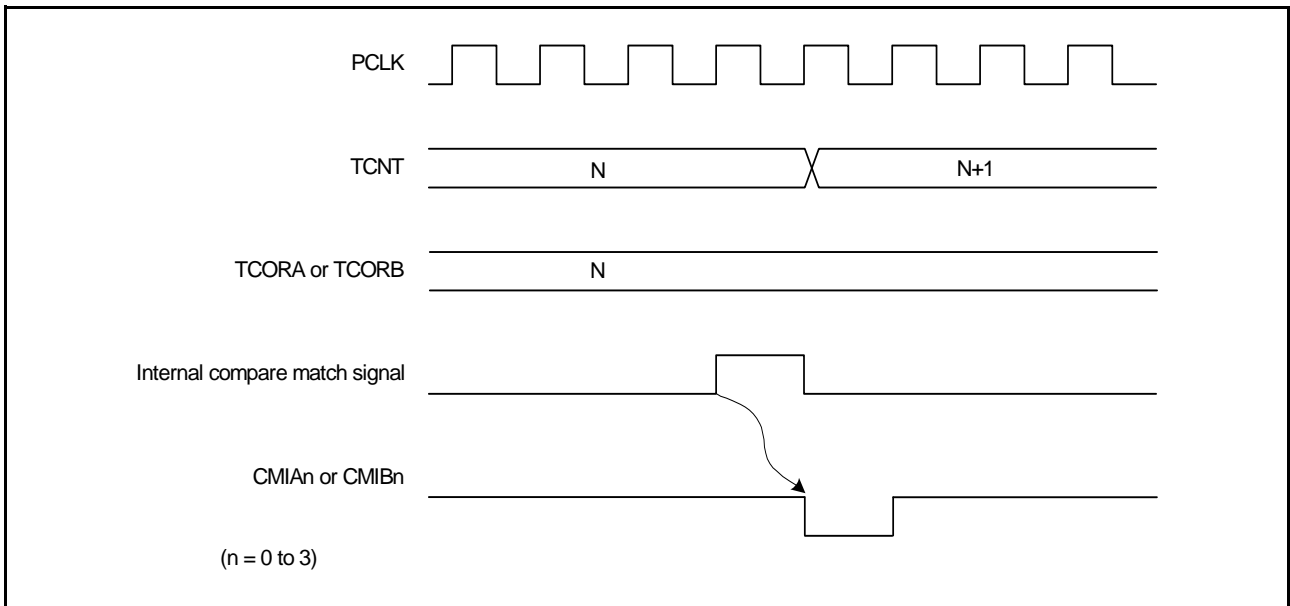 PCLK
TCNT
N
N+1
TCORA or TCORB
N
Internal compare match signal
CMIAn or CMIBn
(n = 0 to 3)